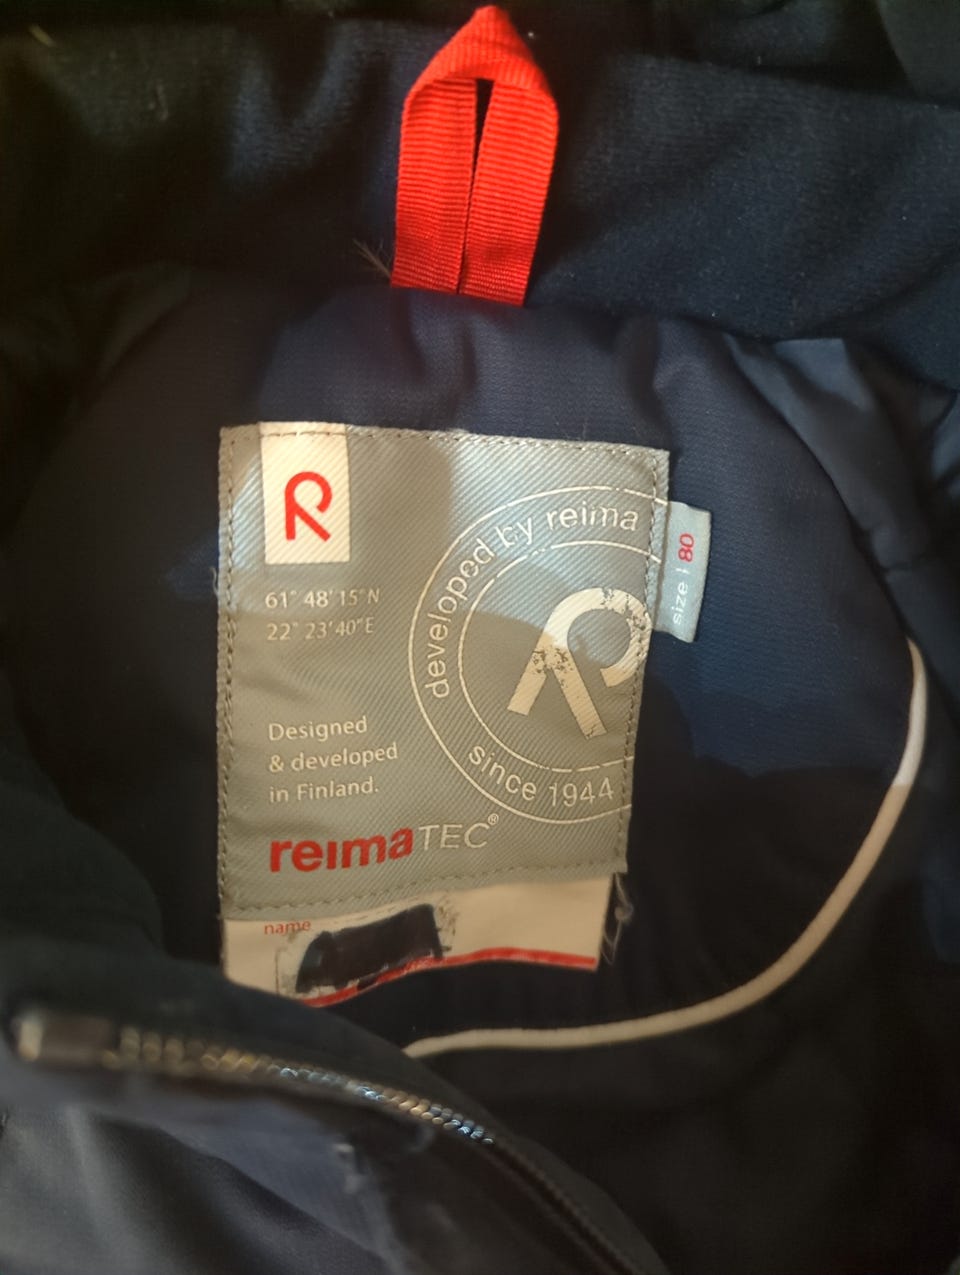 R
61° 48' 15" N
22° 23' 40" E
developed by reima
since 1944
size | 80
Designed
& developed
in Finland.
reimaTEC®
name